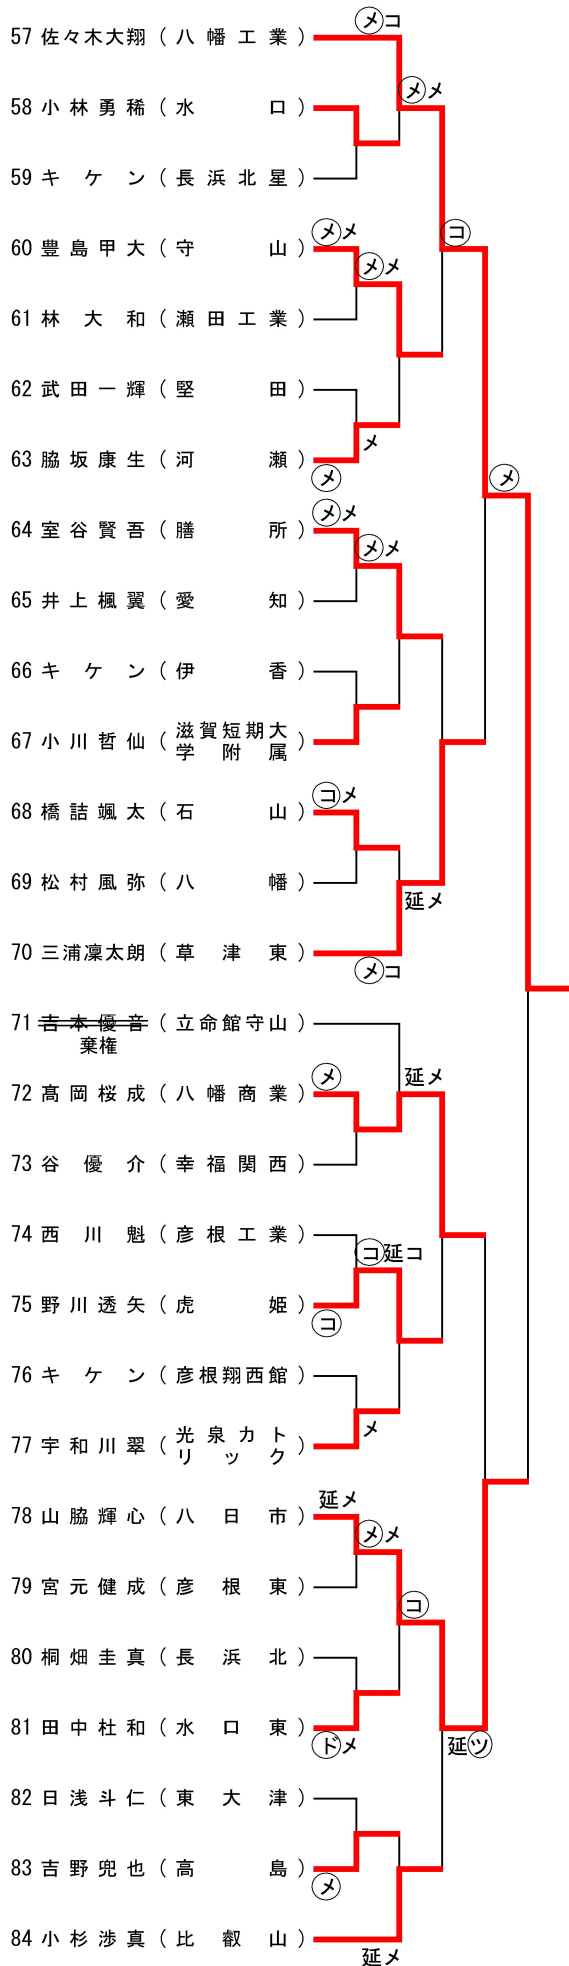 メコ
57 佐々木大翔 （八幡工業）
メメ
58 小林勇稀 （水口）
59 キケン （長浜北星）
メメ
コ
60 豊島甲大 （守山）
メメ
61 林大和 （瀬田工業）
62 武田一輝 （堅田）
メ
63 脇坂康生 （河瀬）
メ
メ
メメ
64 室谷賢吾 （膳所）
メメ
65 井上楓翼 （愛知）
66 キケン （伊香）
67 小川哲仙 （滋賀短期大
学附属）
コメ
68 橋詰颯太 （石山）
69 松村風弥 （八幡）
延メ
70 三浦凜太朗 （草津東）
メコ
71 吉本優音 （立命館守山）
棄権
メ
延メ
72 髙岡桜成 （八幡商業）
73 谷優介 （幸福関西）
74 西川魁 （彦根工業）
コ延コ
75 野川透矢 （虎姫）
コ
76 キケン （彦根翔西館）
メ
77 宇和川翠 （光泉カト
リック）
延メ
78 山脇輝心 （八日市）
メメ
79 宮元健成 （彦根東）
コ
80 桐畑圭真 （長浜北）
81 田中杜和 （水口東）
ドメ
延ツ
82 日浅斗仁 （東大津）
83 吉野兜也 （高島）
メ
84 小杉渉真 （比叡山）
延メ